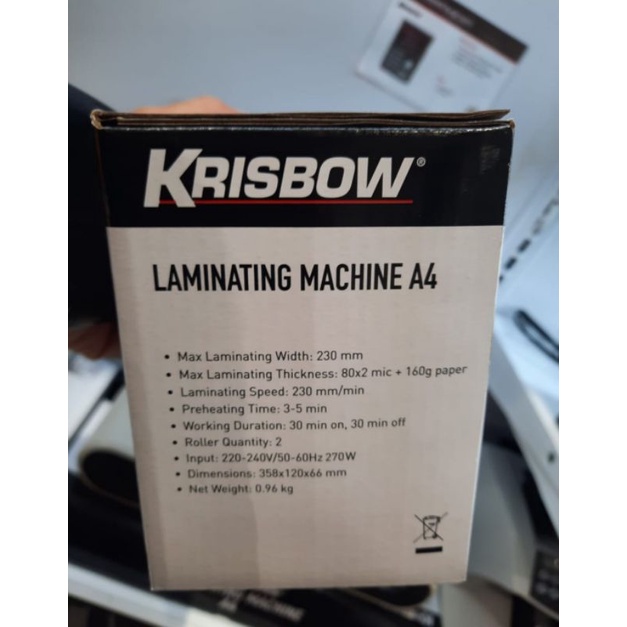 KRISBOW®
LAMINATING MACHINE A4
• Max Laminating Width: 230 mm
• Max Laminating Thickness: 80x2 mic + 160g paper
• Laminating Speed: 230 mm/min
• Preheating Time: 3-5 min
• Working Duration: 30 min on, 30 min off
• Roller Quantity: 2
• Input: 220-240V/50-60Hz 270W
• Dimensions: 358x120x66 mm
• Net Weight: 0.96 kg
MACHINE
A4